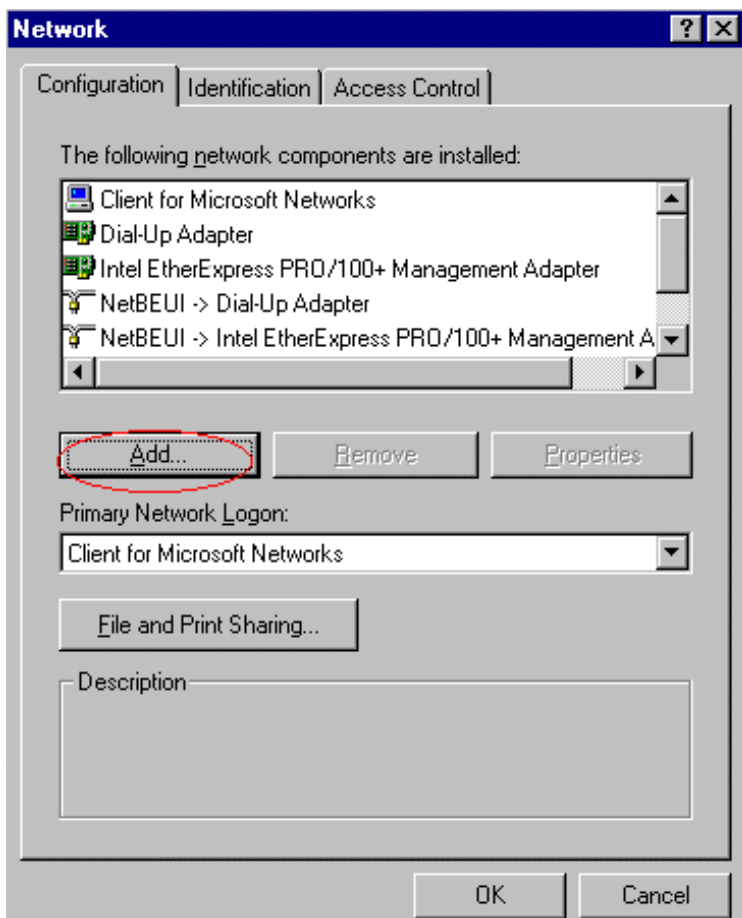 Network
Configuration Identification Access Control
The following network components are installed:
Client for Microsoft Networks
Dial-Up Adapter
Intel EtherExpress PRO/100+ Management Adapter
NetBEUI -> Dial-Up Adapter
NetBEUI -> Intel EtherExpress PRO/100+ Management A
Add... Remove Properties
Primary Network Logon:
Client for Microsoft Networks
File and Print Sharing...
Description
OK Cancel